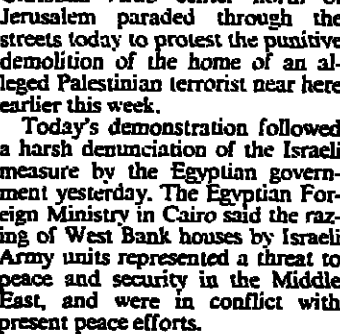 Jerusalem paraded through the
streets today to protest the punitive
demolition of the home of an al-
leged Palestinian terrorist near here
earlier this week.
Today's demonstration followed
a harsh denunciation of the Israeli
measure by the Egyptian govern-
ment yesterday. The Egyptian For-
eign Ministry in Cairo said the raz-
ing of West Bank houses by Israeli
Army units represented a threat to
peace and security in the Middle
East, and were in conflict with
present peace efforts.